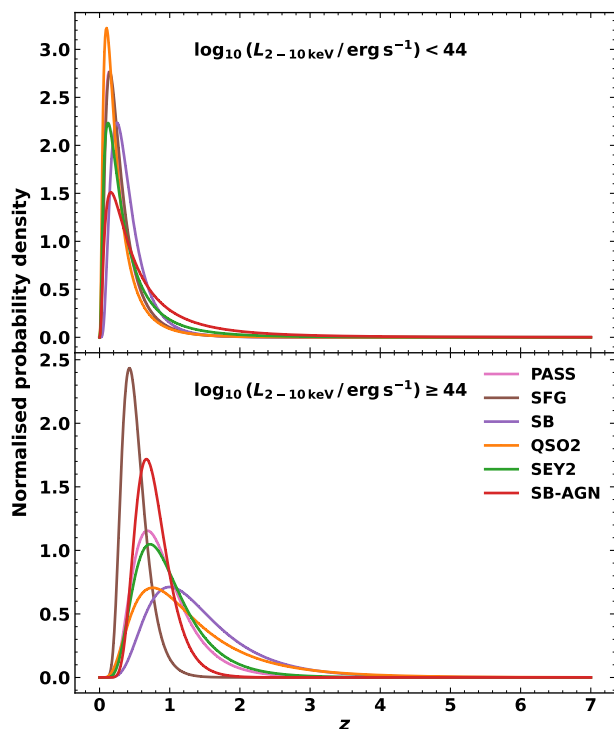 Normalised probability density
3.0
2.5
2.0
1.5
1.0
0.5
0.0
log₁₀ (L₂₋₁₀ ₖₑᵥ / erg s⁻¹) < 44
2.5
2.0
1.5
1.0
0.5
0.0
log₁₀ (L₂₋₁₀ ₖₑᵥ / erg s⁻¹) ≥ 44
PASS
SFG
SB
QSO2
SEY2
SB-AGN
0 1 2 3 4 5 6 7
z